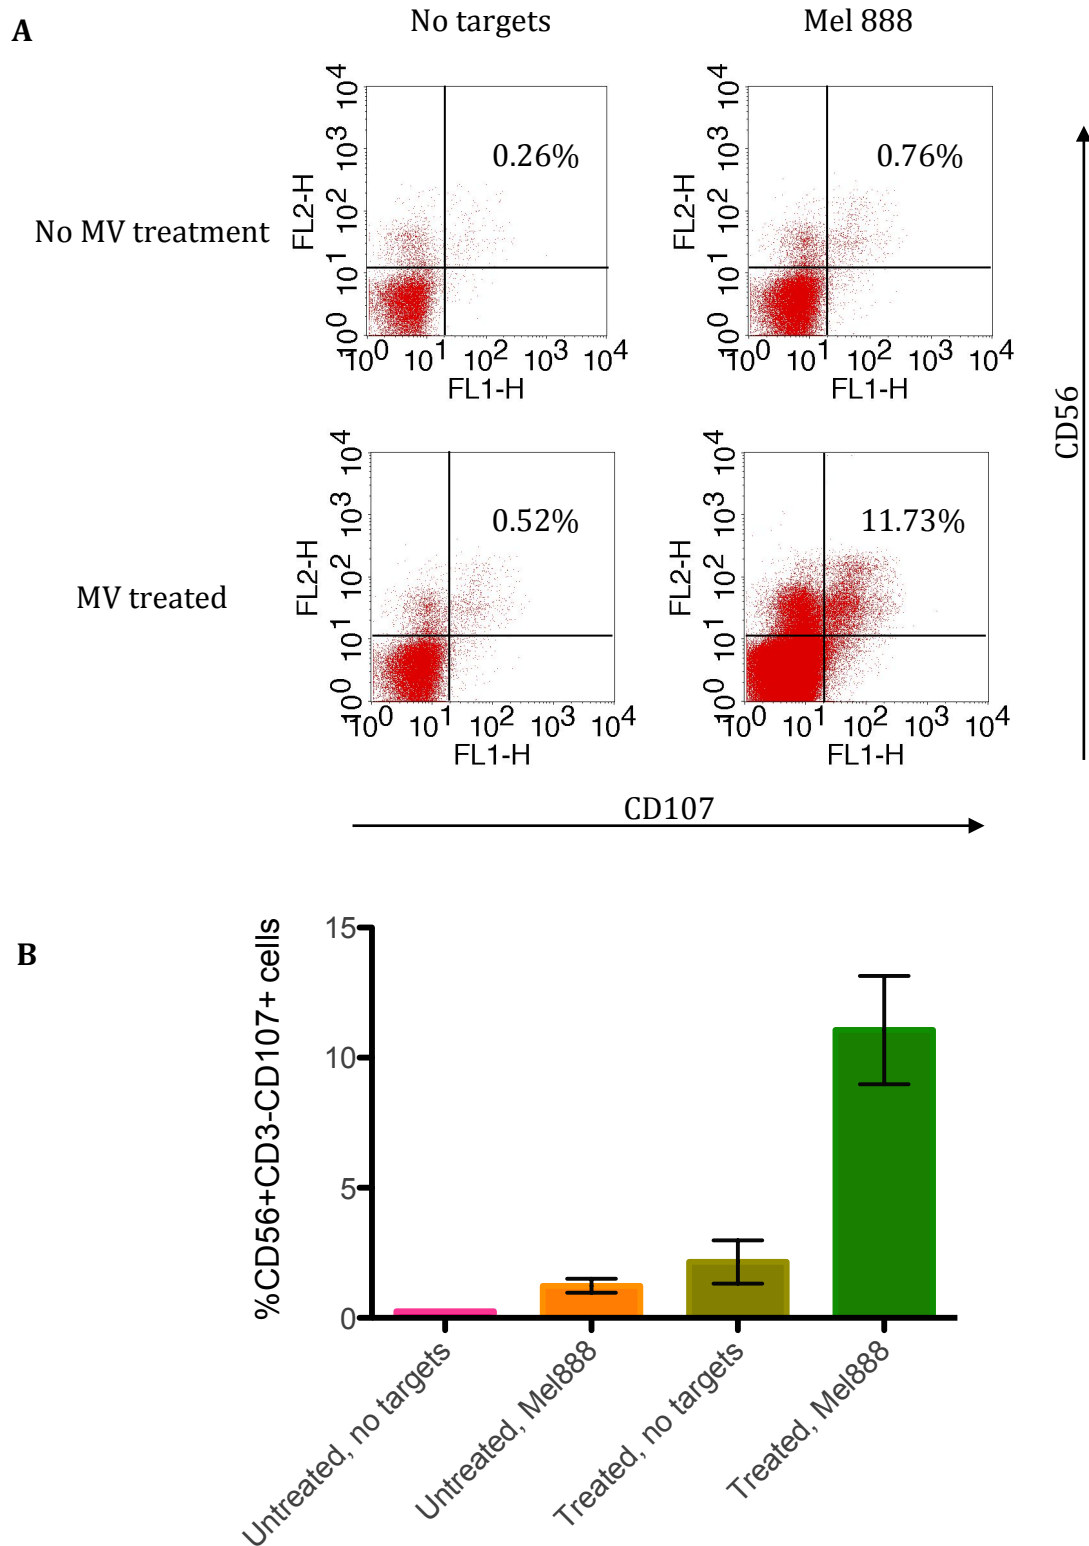 A
No targets
Mel 888
No MV treatment
FL2-H
10^0 10^1 10^2 10^3 10^4
0.26%
10^0 10^1 10^2 10^3 10^4
FL1-H
FL2-H
10^0 10^1 10^2 10^3 10^4
0.76%
10^0 10^1 10^2 10^3 10^4
FL1-H
CD56
MV treated
FL2-H
10^0 10^1 10^2 10^3 10^4
0.52%
10^0 10^1 10^2 10^3 10^4
FL1-H
FL2-H
10^0 10^1 10^2 10^3 10^4
11.73%
10^0 10^1 10^2 10^3 10^4
FL1-H
CD107
B
%CD56+CD3-CD107+ cells
15
10
5
0
Untreated, no targets
Untreated, Mel888
Treated, no targets
Treated, Mel888